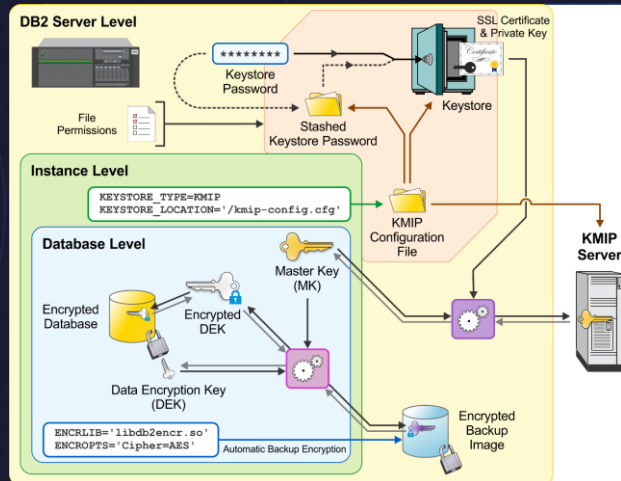 DB2 Server Level
********
Keystore
Password
SSL Certificate
& Private Key
Certificate
Keystore
File
Permissions
Stashed
Keystore Password
Instance Level
KEYSTORE_TYPE=KMIP
KEYSTORE_LOCATION='/kmip-config.cfg'
KMIP
Configuration
File
KMIP
Server
Database Level
Master Key
(MK)
Encrypted
Database
Encrypted
DEK
Data Encryption Key
(DEK)
ENCRLIB='libdb2encr.so'
ENCROPTS='Cipher=AES'
Automatic Backup Encryption
Encrypted
Backup
Image